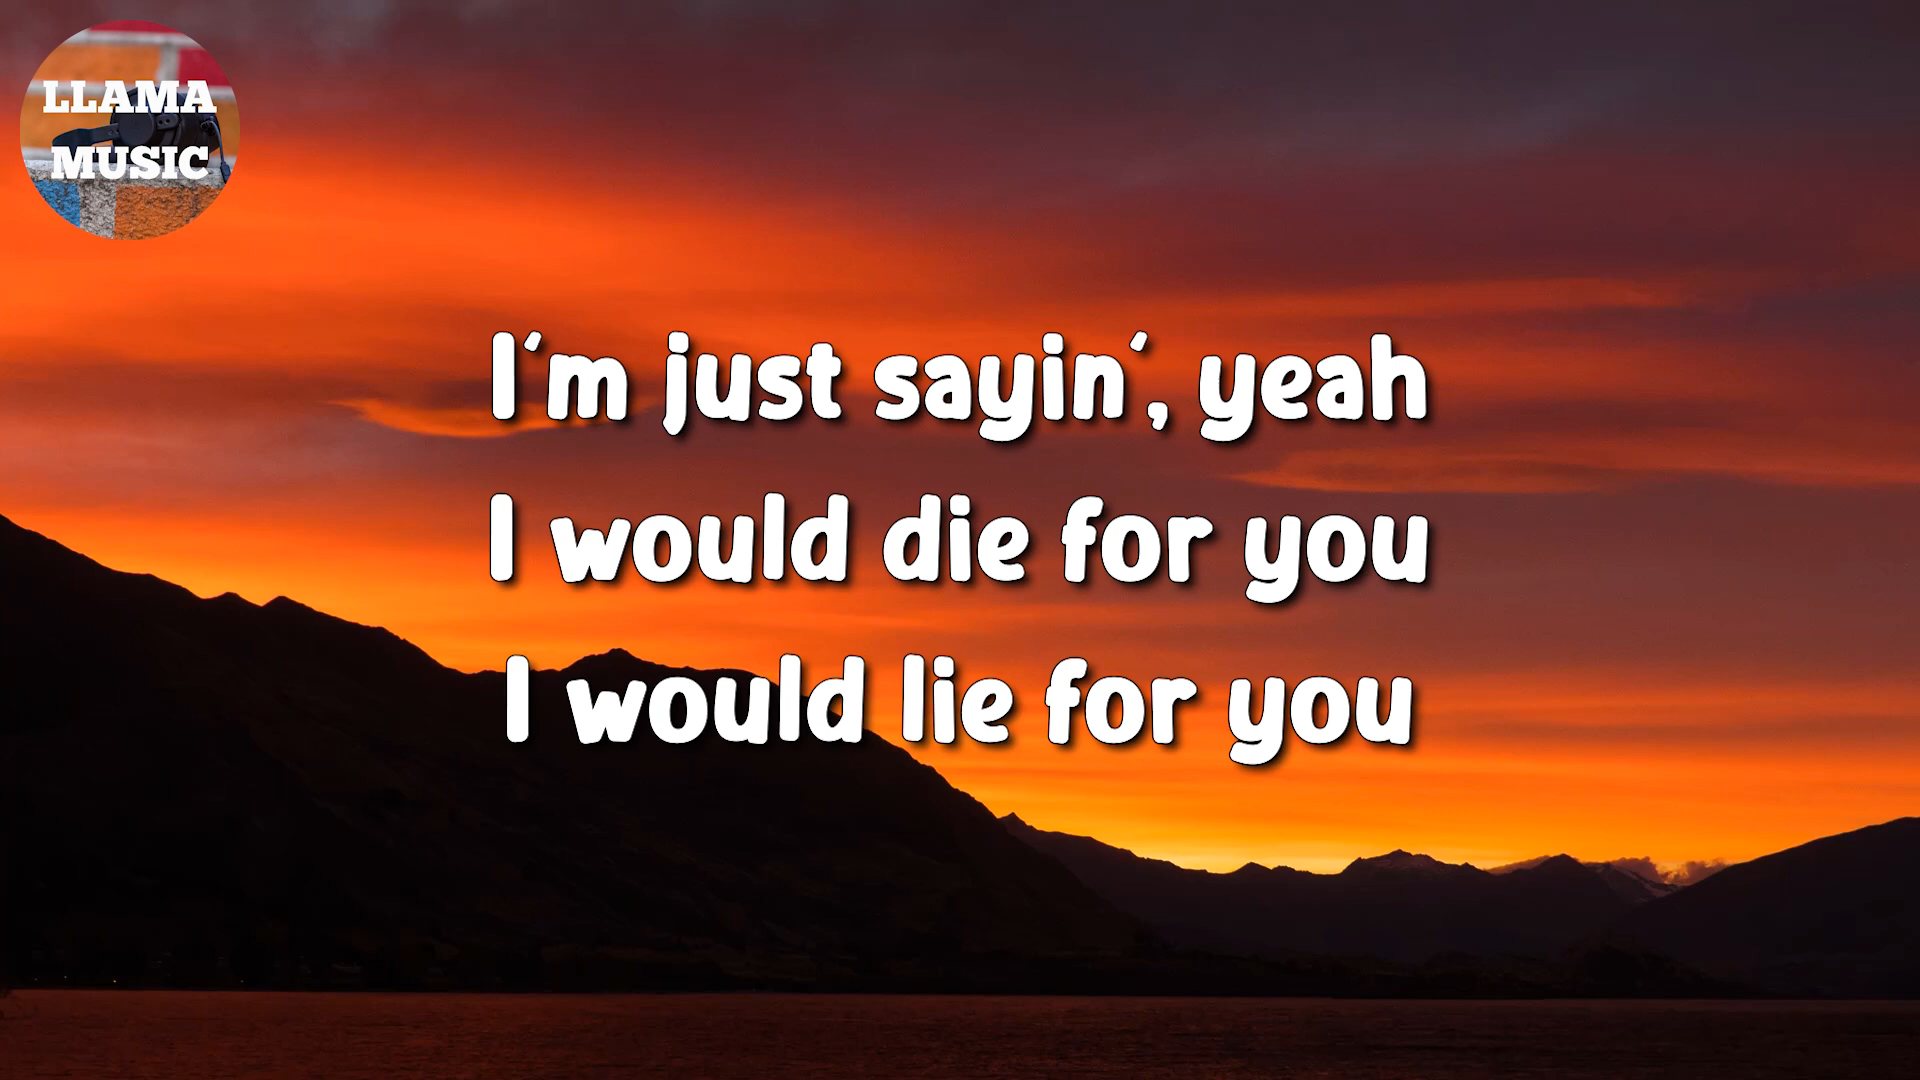 LLAMA
MUSIC
I'm just sayin', yeah
I would die for you
I would lie for you